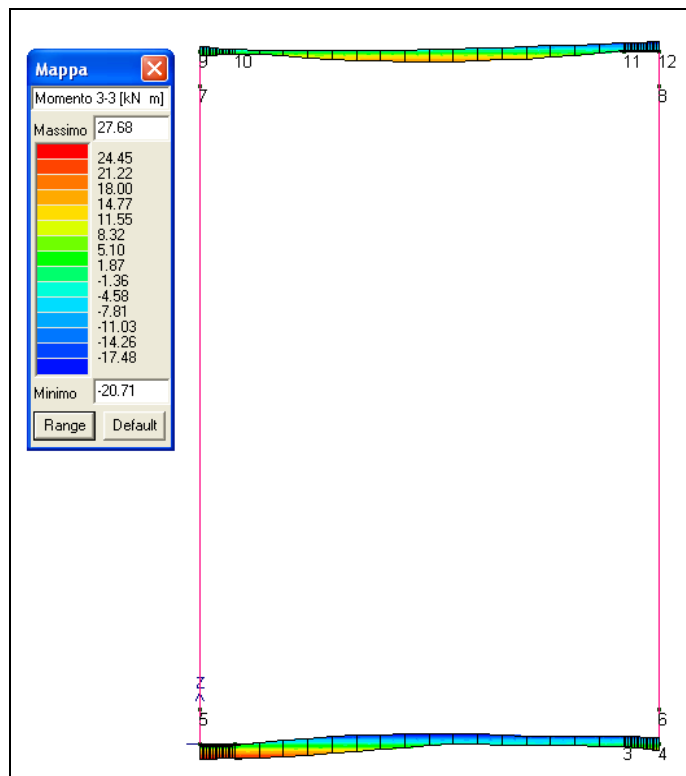 Mappa
Momento 3-3 [kN m]
Massimo 27.68
24.45
21.22
18.00
14.77
11.55
8.32
5.10
1.87
-1.36
-4.58
-7.81
-11.03
-14.26
-17.48
Minimo -20.71
Range Default
9 10 11 12
7 8
Z
5 6
3 4